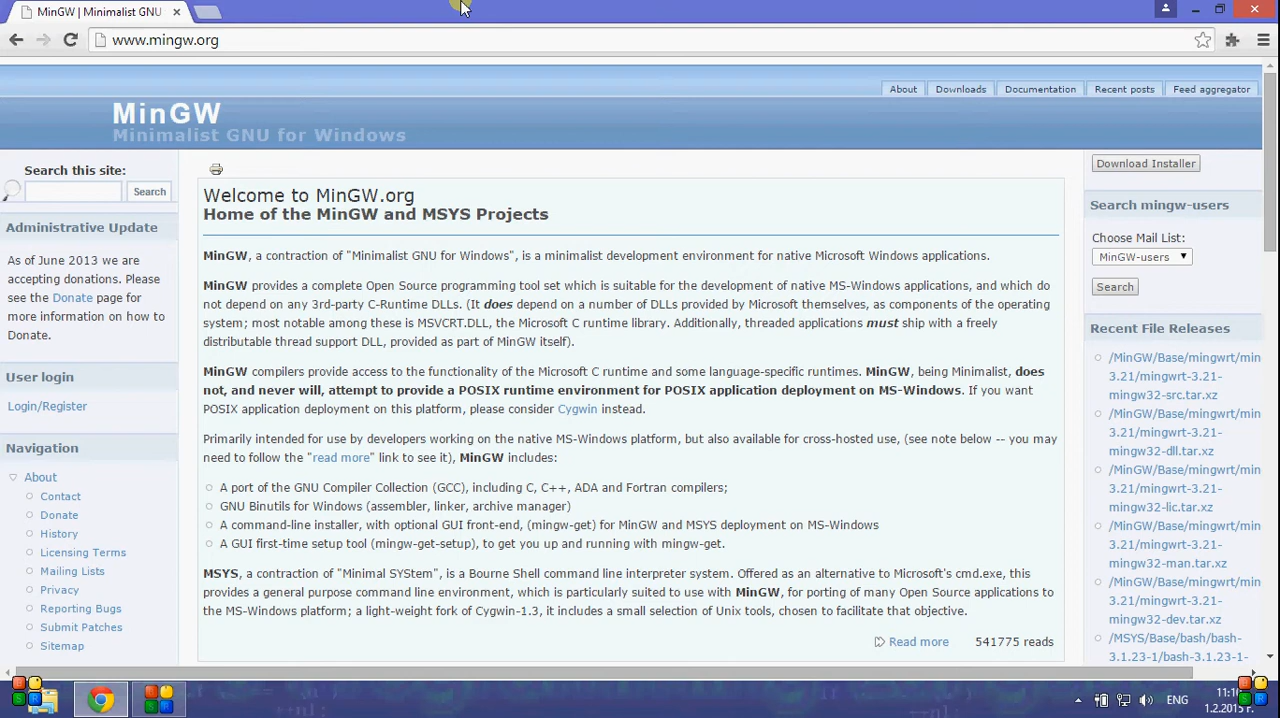 MinGW | Minimalist GNU
www.mingw.org
About
Downloads
Documentation
Recent posts
Feed aggregator
MinGW
Minimalist GNU for Windows
Search this site:
Search
Administrative Update
As of June 2013 we are
accepting donations. Please
see the Donate page for
more information on how to
Donate.
User login
Login/Register
Navigation
About
Contact
Donate
History
Licensing Terms
Mailing Lists
Privacy
Reporting Bugs
Submit Patches
Sitemap
Welcome to MinGW.org
Home of the MinGW and MSYS Projects
MinGW, a contraction of "Minimalist GNU for Windows", is a minimalist development environment for native Microsoft Windows applications.
MinGW provides a complete Open Source programming tool set which is suitable for the development of native MS-Windows applications, and which do
not depend on any 3rd-party C-Runtime DLLs. (It does depend on a number of DLLs provided by Microsoft themselves, as components of the operating
system; most notable among these is MSVCRT.DLL, the Microsoft C runtime library. Additionally, threaded applications must ship with a freely
distributable thread support DLL, provided as part of MinGW itself).
MinGW compilers provide access to the functionality of the Microsoft C runtime and some language-specific runtimes. MinGW, being Minimalist, does
not, and never will, attempt to provide a POSIX runtime environment for POSIX application deployment on MS-Windows. If you want
POSIX application deployment on this platform, please consider Cygwin instead.
Primarily intended for use by developers working on the native MS-Windows platform, but also available for cross-hosted use, (see note below -- you may
need to follow the "read more" link to see it), MinGW includes:
A port of the GNU Compiler Collection (GCC), including C, C++, ADA and Fortran compilers;
GNU Binutils for Windows (assembler, linker, archive manager)
A command-line installer, with optional GUI front-end, (mingw-get) for MinGW and MSYS deployment on MS-Windows
A GUI first-time setup tool (mingw-get-setup), to get you up and running with mingw-get.
MSYS, a contraction of "Minimal SYStem", is a Bourne Shell command line interpreter system. Offered as an alternative to Microsoft's cmd.exe, this
provides a general purpose command line environment, which is particularly suited to use with MinGW, for porting of many Open Source applications to
the MS-Windows platform; a light-weight fork of Cygwin-1.3, it includes a small selection of Unix tools, chosen to facilitate that objective.
Read more
541775 reads
Download Installer
Search mingw-users
Choose Mail List:
MinGW-users
Search
Recent File Releases
/MinGW/Base/mingwrt/min
3.21/mingwrt-3.21-
mingw32-src.tar.xz
/MinGW/Base/mingwrt/min
3.21/mingwrt-3.21-
mingw32-dll.tar.xz
/MinGW/Base/mingwrt/min
3.21/mingwrt-3.21-
mingw32-lic.tar.xz
/MinGW/Base/mingwrt/min
3.21/mingwrt-3.21-
mingw32-man.tar.xz
/MinGW/Base/mingwrt/min
3.21/mingwrt-3.21-
mingw32-dev.tar.xz
/MSYS/Base/bash/bash-
3.1.23-1/bash-3.1.23-1-
ENG
1.2.2015 г.